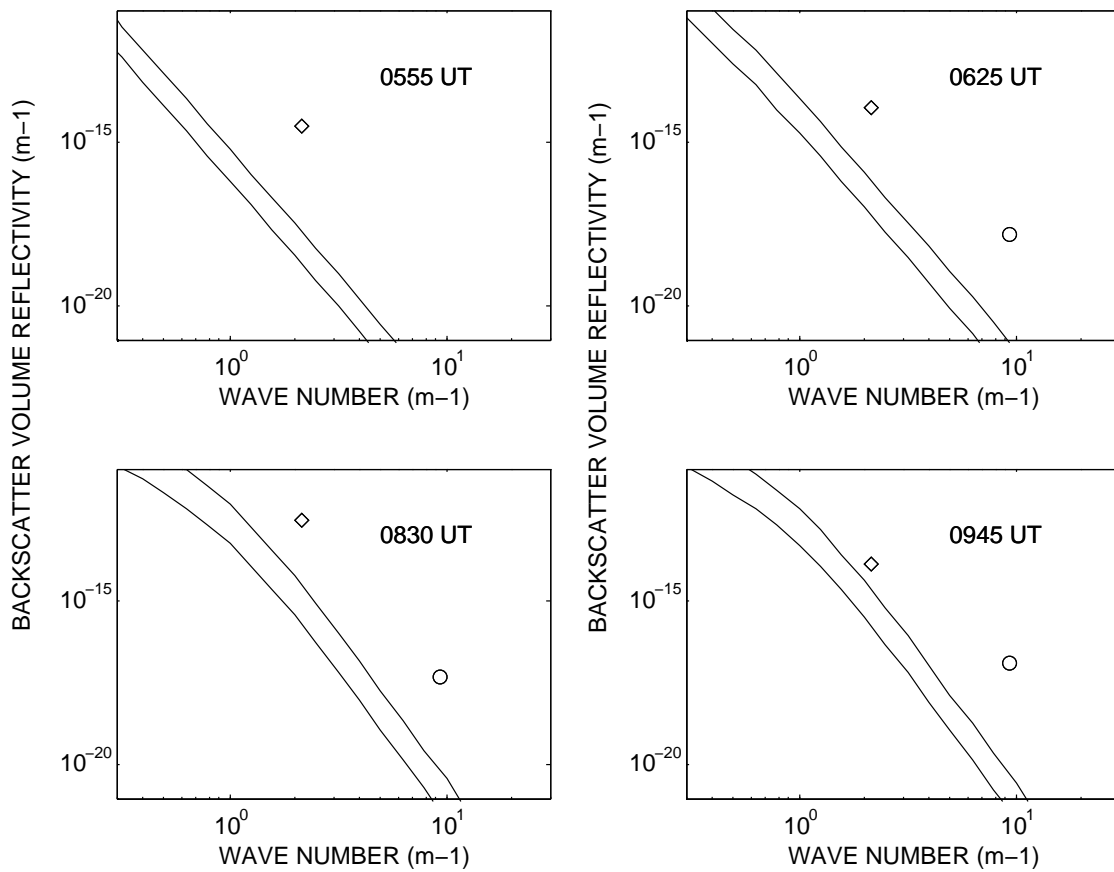 BACKSCATTER VOLUME REFLECTIVITY (m−1)
BACKSCATTER VOLUME REFLECTIVITY (m−1)
0555 UT
10^−15
10^−20
10^0
10^1
WAVE NUMBER (m−1)
0625 UT
10^−15
10^−20
10^0
10^1
WAVE NUMBER (m−1)
0830 UT
10^−15
10^−20
10^0
10^1
WAVE NUMBER (m−1)
0945 UT
10^−15
10^−20
10^0
10^1
WAVE NUMBER (m−1)